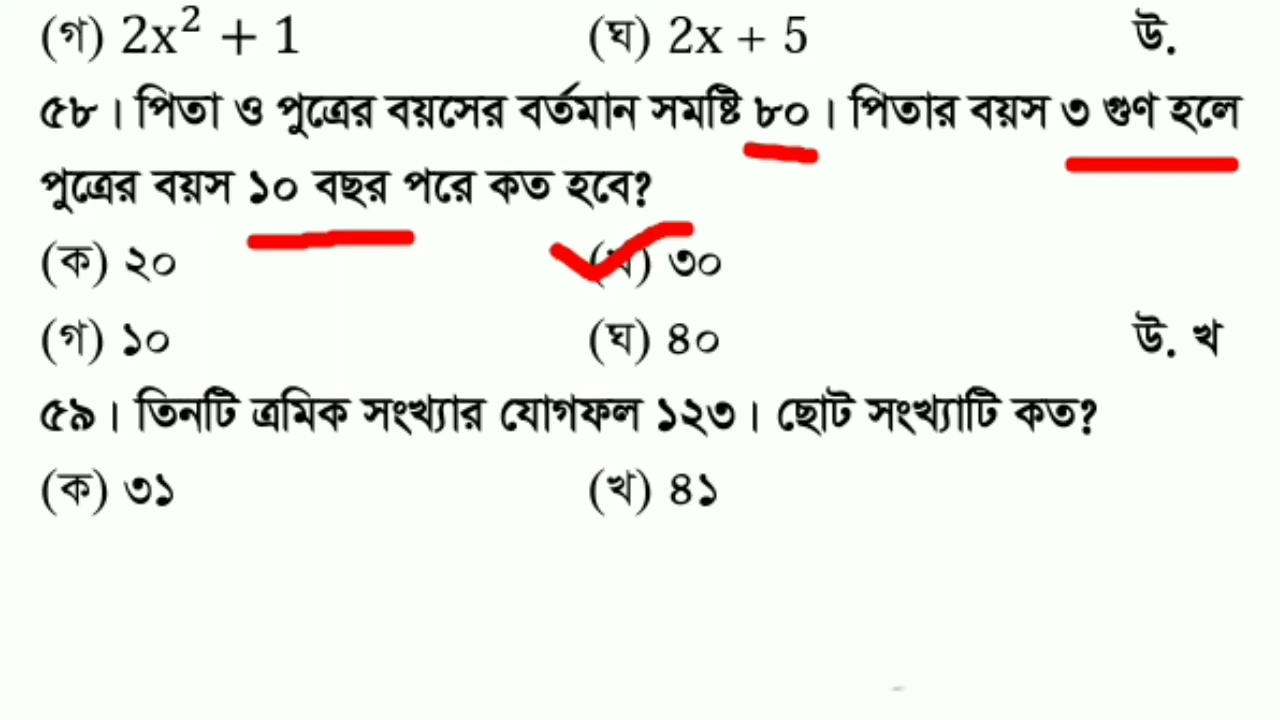 (গ) 2x² + 1 (ঘ) 2x + 5 উ.
৫৮। পিতা ও পুত্রের বয়সের বর্তমান সমষ্টি ৮০। পিতার বয়স ৩ গুণ হলে
পুত্রের বয়স ১০ বছর পরে কত হবে?
(ক) ২০ (খ) ৩০
(গ) ১০ (ঘ) ৪০ উ. খ
৫৯। তিনটি ত্রমিক সংখ্যার যোগফল ১২৩। ছোট সংখ্যাটি কত?
(ক) ৩১ (খ) ৪১